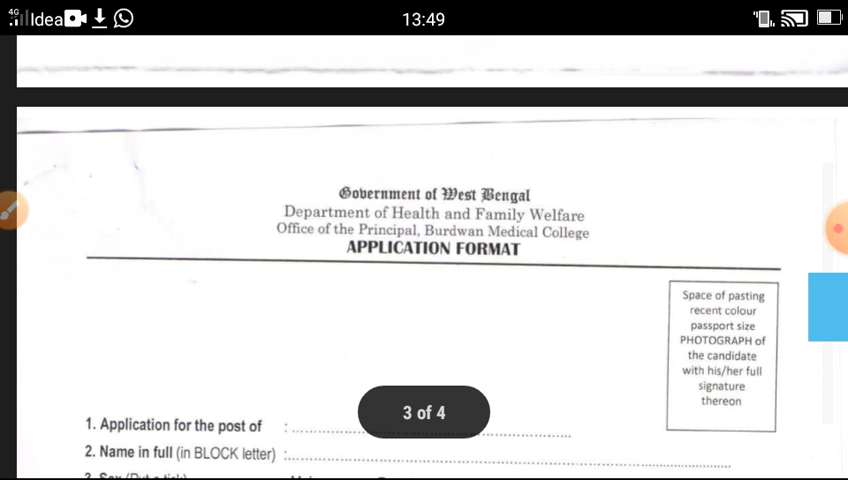 4G
Idea
13:49
Government of West Bengal
Department of Health and Family Welfare
Office of the Principal, Burdwan Medical College
APPLICATION FORMAT
Space of pasting
recent colour
passport size
PHOTOGRAPH of
the candidate
with his/her full
signature
thereon
3 of 4
1. Application for the post of :
2. Name in full (in BLOCK letter) :